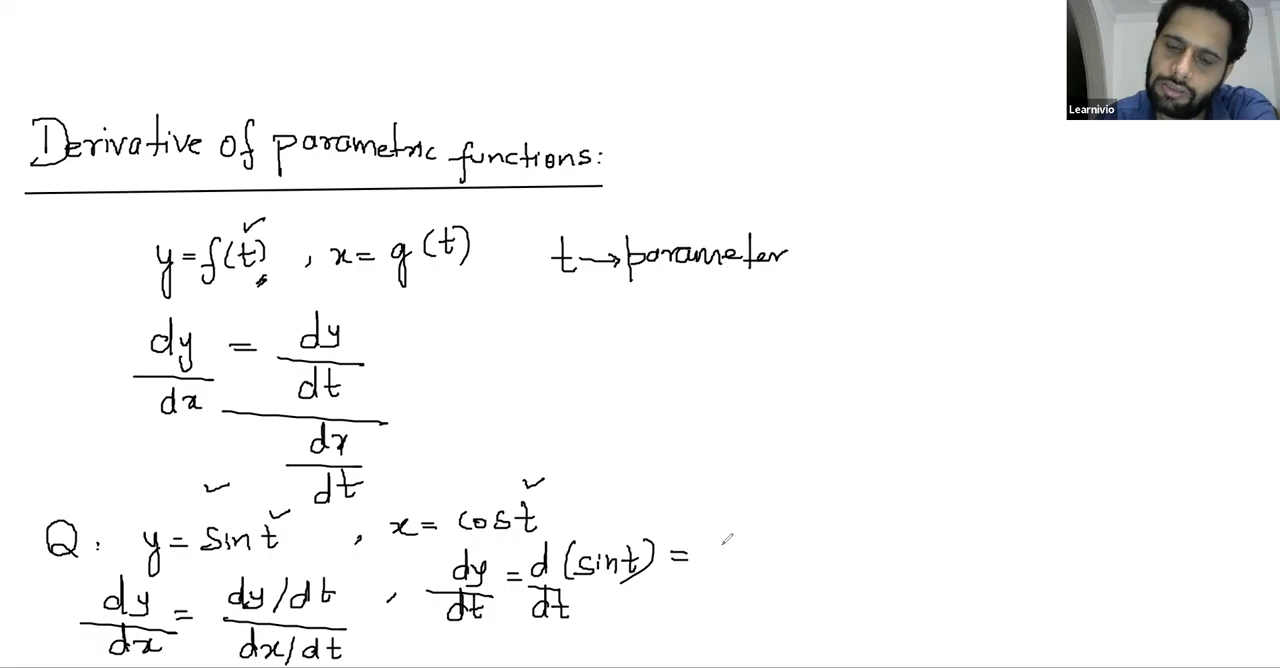 Learnivio
Derivative of parametric functions:
y = f(t) , x = g(t) t → parameter
dy/dx = dy/dt / dx/dt
Q. y = sin t , x = cos t
dy/dx = dy/dt / dx/dt , dy/dt = d/dt (sin t) =